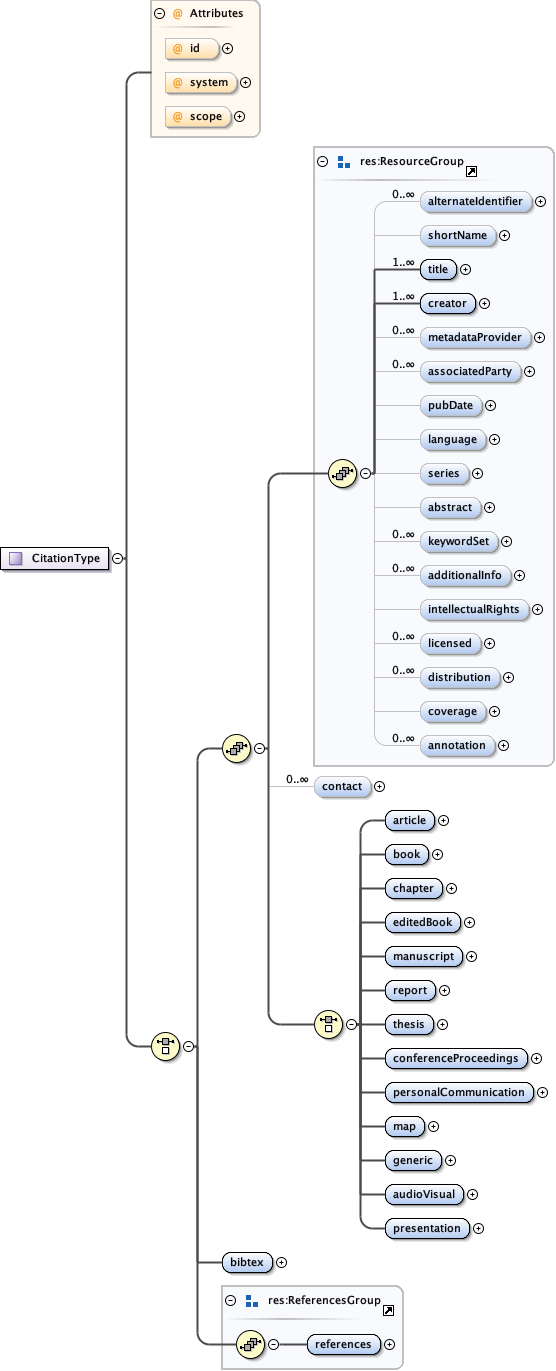 Attributes
@ id
@ system
@ scope
res:ResourceGroup
0..∞ alternateIdentifier
shortName
1..∞ title
1..∞ creator
0..∞ metadataProvider
0..∞ associatedParty
pubDate
language
series
abstract
0..∞ keywordSet
0..∞ additionalInfo
intellectualRights
0..∞ licensed
0..∞ distribution
coverage
0..∞ annotation
CitationType
0..∞ contact
article
book
chapter
editedBook
manuscript
report
thesis
conferenceProceedings
personalCommunication
map
generic
audioVisual
presentation
bibtex
res:ReferencesGroup
references